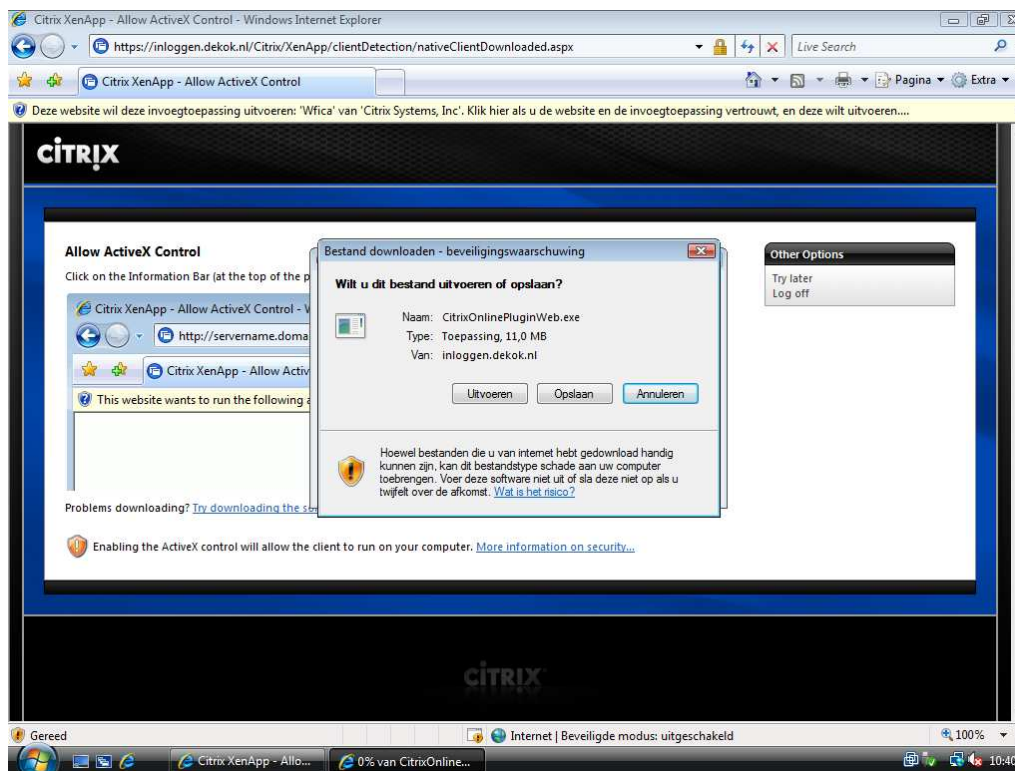 Citrix XenApp - Allow ActiveX Control - Windows Internet Explorer
https://inloggen.dekok.nl/Citrix/XenApp/clientDetection/nativeClientDownloaded.aspx
Live Search
Citrix XenApp - Allow ActiveX Control
Pagina
Extra
Deze website wil deze invoegtoepassing uitvoeren: 'Wfica' van 'Citrix Systems, Inc'. Klik hier als u de website en de invoegtoepassing vertrouwt, en deze wilt uitvoeren....
CITRIX
Allow ActiveX Control
Click on the Information Bar (at the top of the p
Citrix XenApp - Allow ActiveX Control -
http://servername.doma
Citrix XenApp - Allow Activ
This website wants to run the following
Problems downloading? Try downloading the
Enabling the ActiveX control will allow the client to run on your computer. More information on security...
Bestand downloaden - beveiligingswaarschuwing
Wilt u dit bestand uitvoeren of opslaan?
Naam: CitrixOnlinePluginWeb.exe
Type: Toepassing, 11,0 MB
Van: inloggen.dekok.nl
Uitvoeren
Opslaan
Annuleren
Hoewel bestanden die u van internet hebt gedownload handig
kunnen zijn, kan dit bestandstype schade aan uw computer
toebrengen. Voer deze software niet uit of sla deze niet op als u
twijfelt over de afkomst. Wat is het risico?
Other Options
Try later
Log off
CITRIX
Gereed
Internet | Beveiligde modus: uitgeschakeld
100%
Citrix XenApp - Allo...
0% van CitrixOnline...
10:40